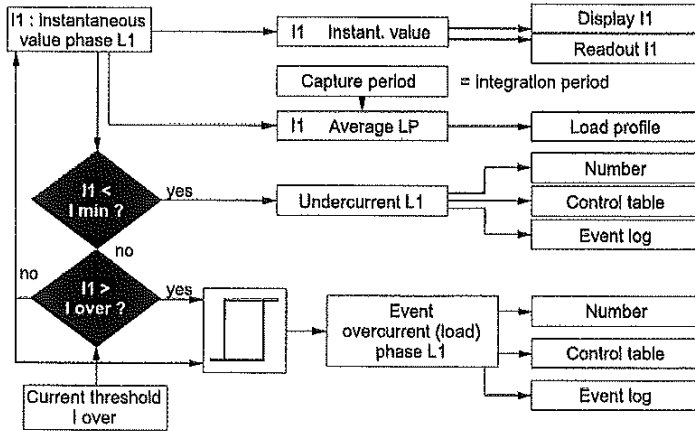 I1 : Instantaneous
value phase L1
I1 Instant. value
Display I1
Readout I1
Capture period
= integration period
I1 Average LP
Load profile
I1 <
I min ?
yes
Undercurrent L1
Number
Control table
Event log
no
no
I1 >
I over ?
yes
Event
overcurrent (load)
phase L1
Number
Control table
Event log
Current threshold
I over